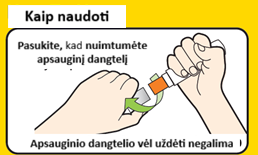 Kaip naudoti
Pasukite, kad nuimtumėte
apsauginį dangtelį
Apsauginio dangtelio vėl uždėti negalima